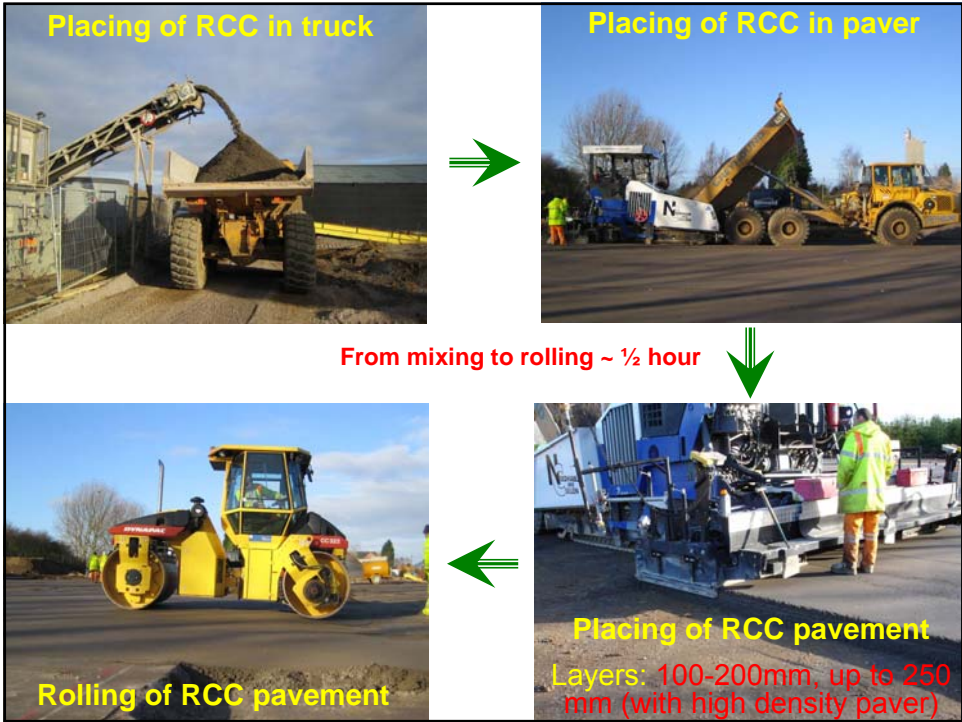 Placing of RCC in truck
Placing of RCC in paver
From mixing to rolling ~ ½ hour
DYNAPAC
Rolling of RCC pavement
Placing of RCC pavement
Layers: 100-200mm, up to 250
mm (with high density paver)